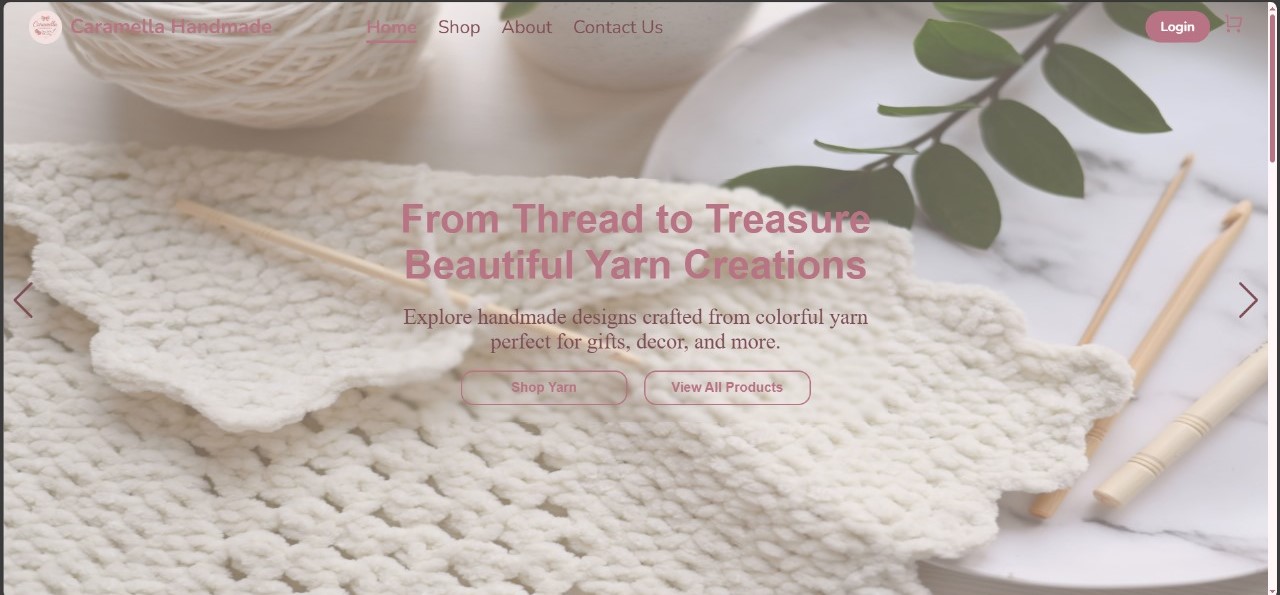 Caramella Handmade
Home Shop About Contact Us
Login
From Thread to Treasure
Beautiful Yarn Creations
Explore handmade designs crafted from colorful yarn
perfect for gifts, decor, and more.
Shop Yarn
View All Products